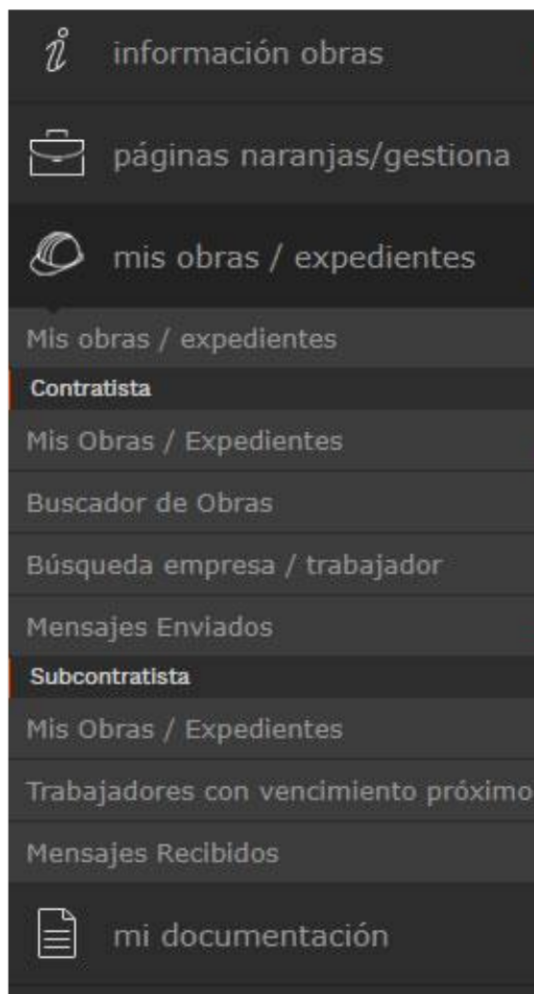 información obras
páginas naranjas/gestiona
mis obras / expedientes
Mis obras / expedientes
Contratista
Mis Obras / Expedientes
Buscador de Obras
Búsqueda empresa / trabajador
Mensajes Enviados
Subcontratista
Mis Obras / Expedientes
Trabajadores con vencimiento próximo
Mensajes Recibidos
mi documentación